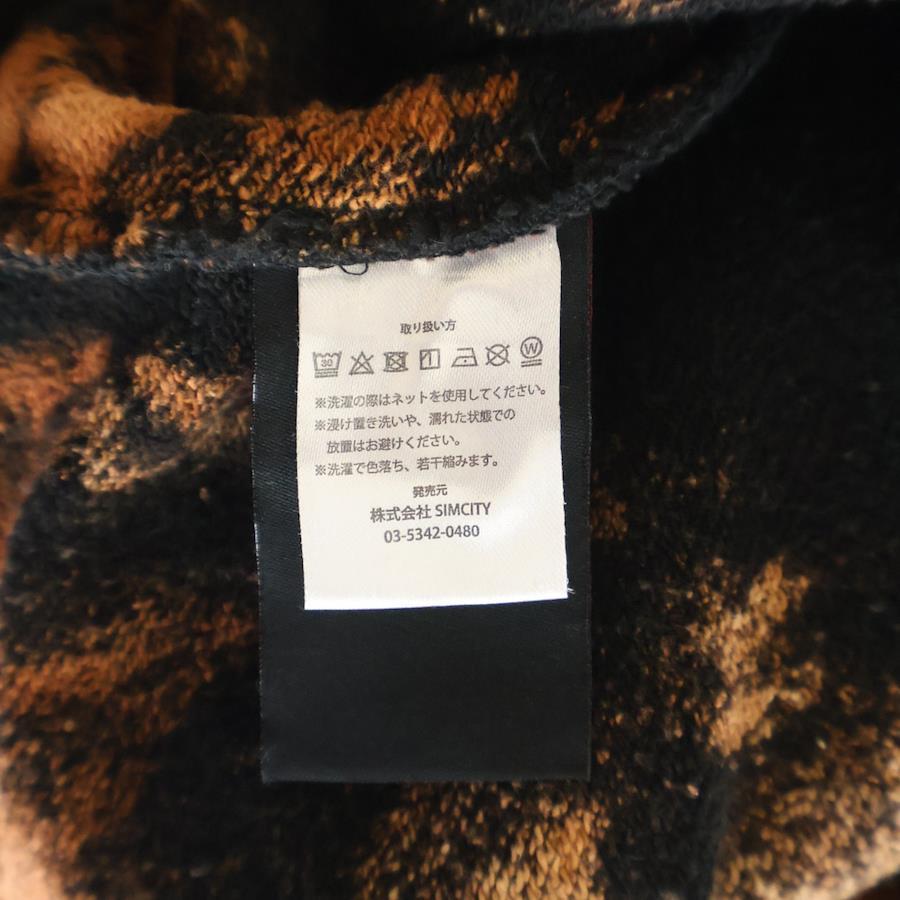 取り扱い方
30 W
※洗濯の際はネットを使用してください。
※浸け置き洗いや、濡れた状態での
放置はお避けください。
※洗濯で色落ち、若干縮みます。
発売元
株式会社 SIMCITY
03-5342-0480